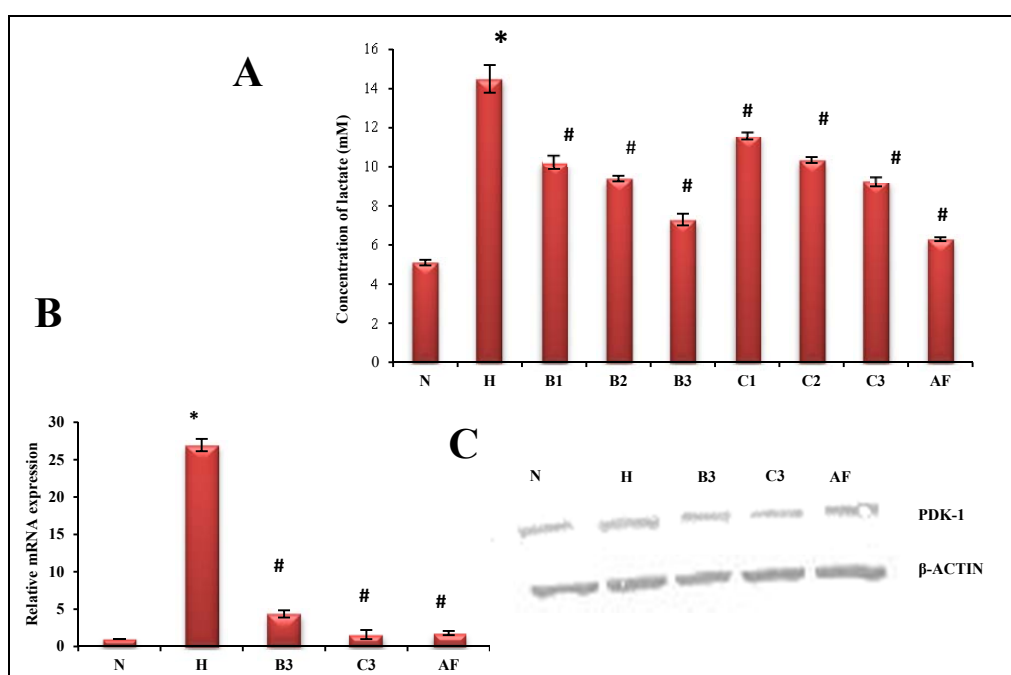 A
*
#
#
#
#
#
#
#
Concentration of lactate (mM)
16
14
12
10
8
6
4
2
0
N H B1 B2 B3 C1 C2 C3 AF
B
*
#
#
#
Relative mRNA expression
30
25
20
15
10
5
0
N H B3 C3 AF
C
N H B3 C3 AF
PDK-1
β-ACTIN